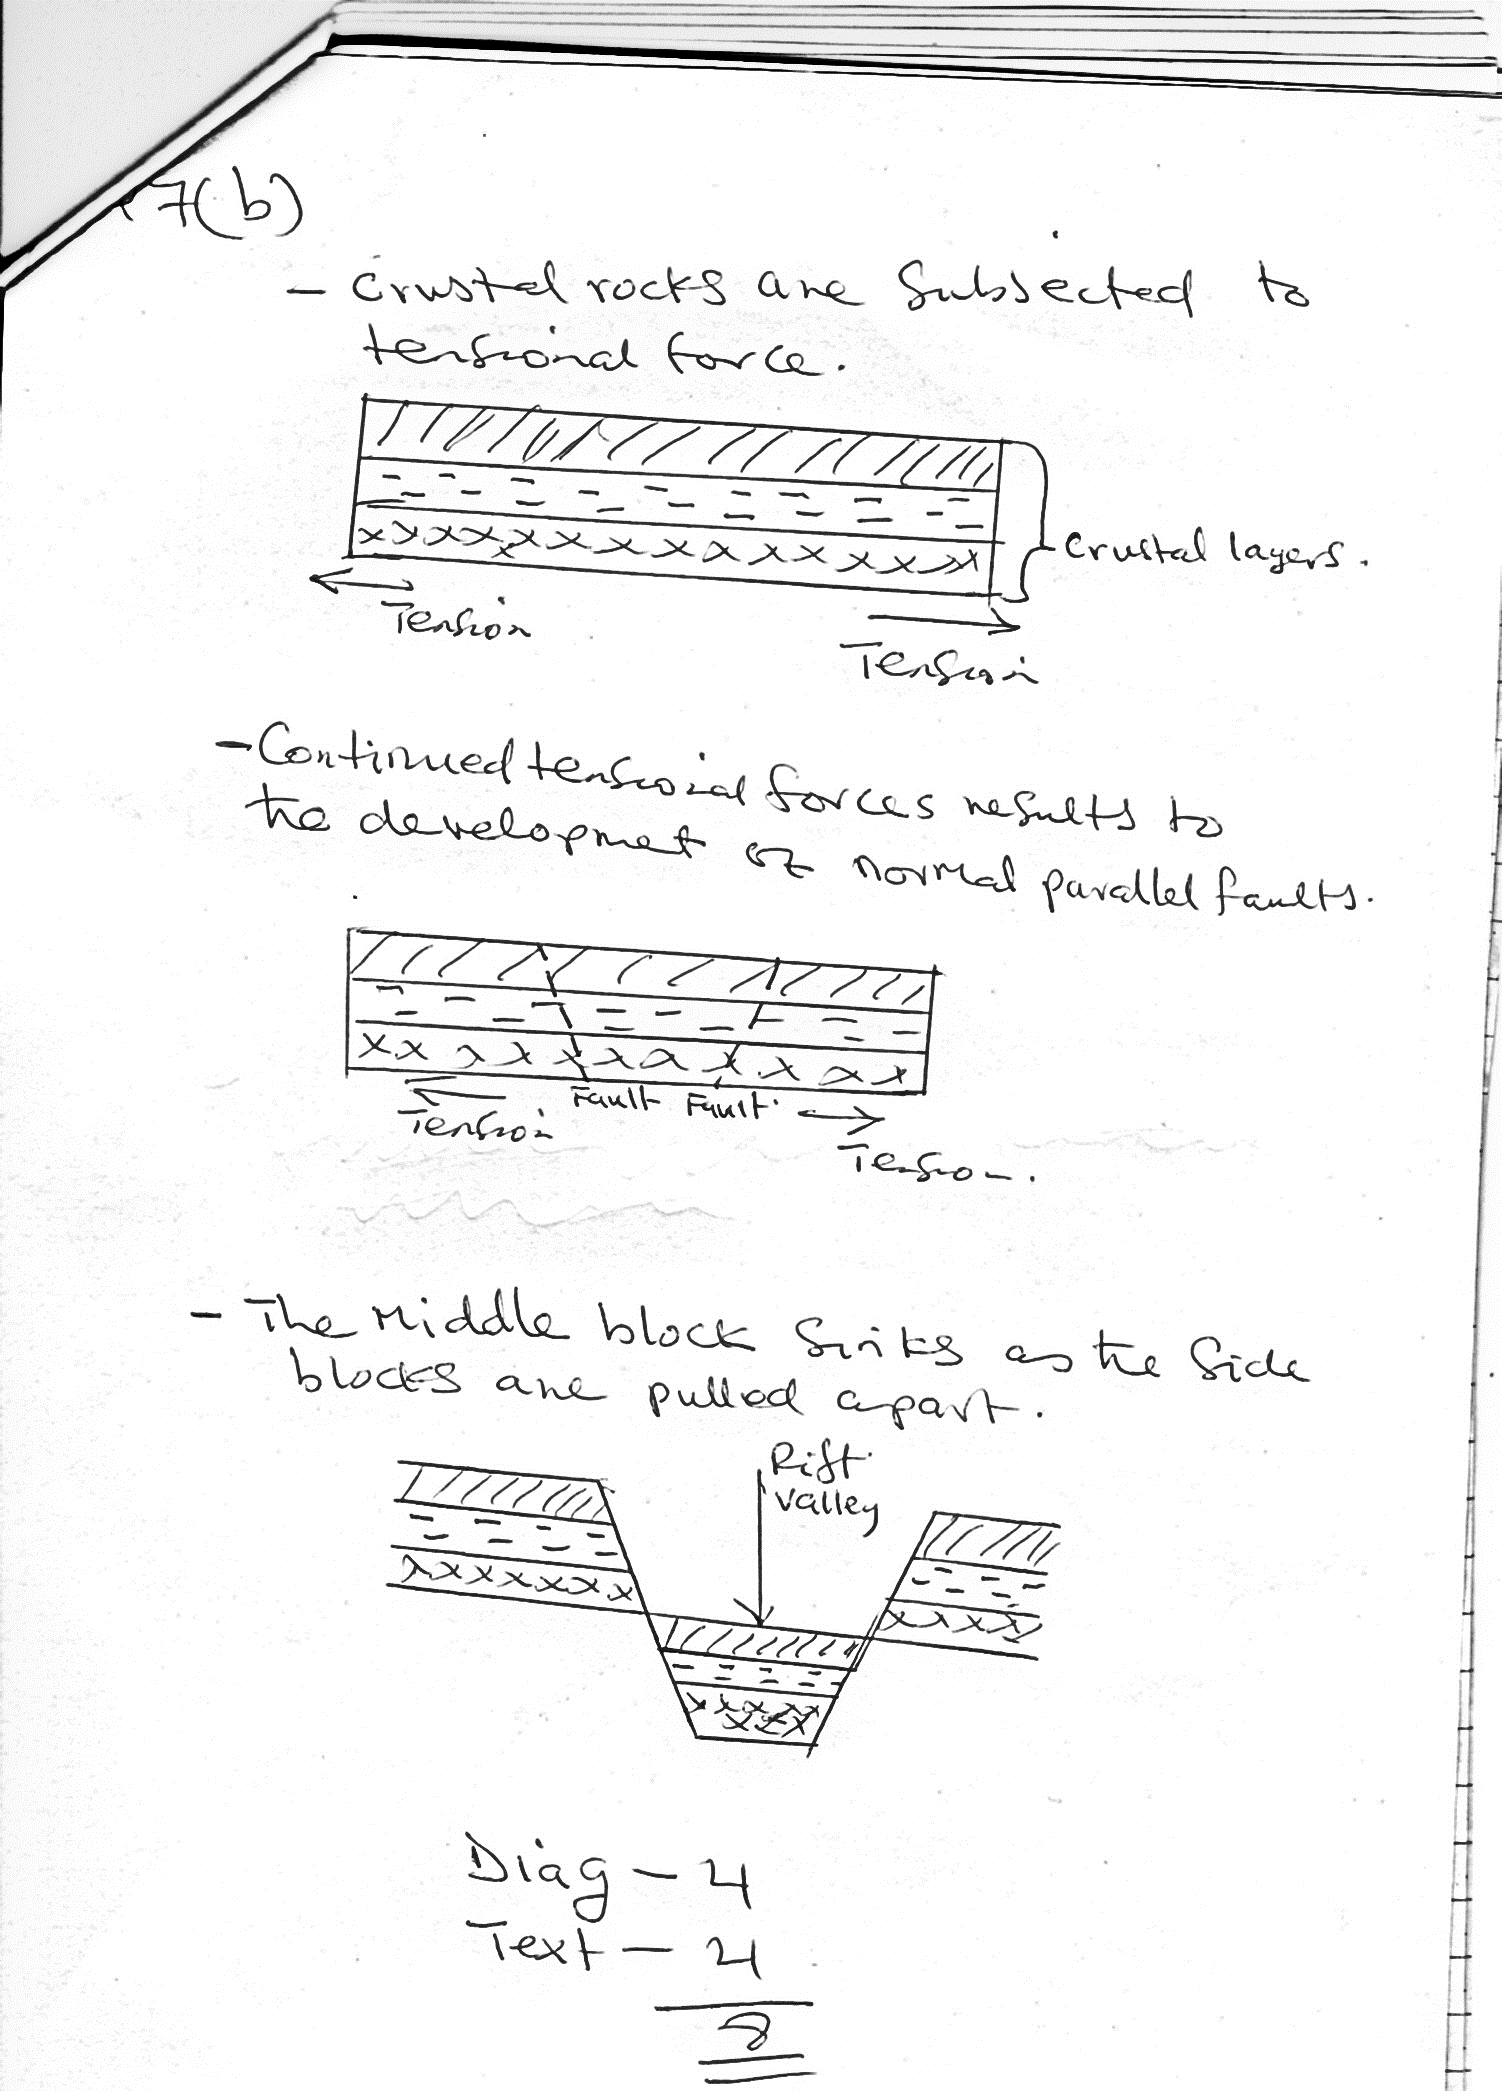 7(b)
- Crustal rocks are Subjected to
tensional force.
Crustal layers.
Tension
Tension
- Continued tensional forces results to
the development of normal parallel faults.
Fault Fault
Tension
Tension.
- The Middle block Sinks as the Side
blocks are pulled apart.
Rift
valley
Diag - 4
Text - 4
8